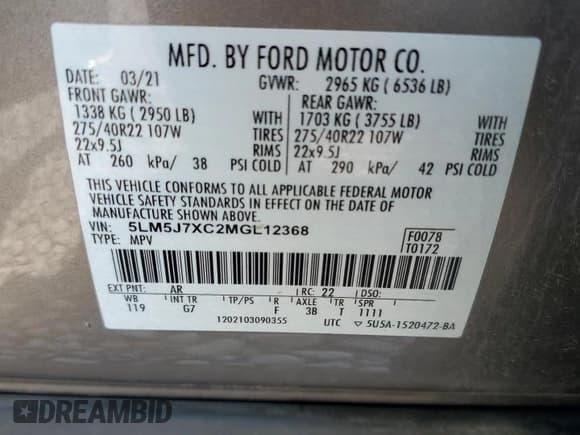 MFD. BY FORD MOTOR CO.
DATE: 03/21 GVWR: 2965 KG ( 6536 LB)
FRONT GAWR: REAR GAWR:
1338 KG ( 2950 LB) WITH 1703 KG ( 3755 LB) WITH
275/40R22 107W TIRES 275/40R22 107W TIRES
22x9.5J RIMS 22x9.5J RIMS
AT 260 kPa/ 38 PSI COLD AT 290 kPa/ 42 PSI COLD
THIS VEHICLE CONFORMS TO ALL APPLICABLE FEDERAL MOTOR
VEHICLE SAFETY STANDARDS IN EFFECT ON THE DATE OF
MANUFACTURE SHOWN ABOVE.
VIN: 5LM5J7XC2MGL12368 F0078
TYPE: MPV T0172
EXT PNT: AR RC: 22 DSO:
WB INT TR TP/PS R AXLE TR SPR
119 G7 F 3B T 1111
1202103090355 UTC ▽ 5U5A-1520472-BA
DREAMBID